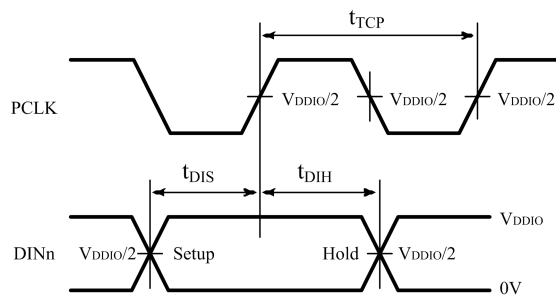 tTCP
PCLK
VDDIO/2 VDDIO/2 VDDIO/2
tDIS tDIH
VDDIO
DINn VDDIO/2 Setup Hold VDDIO/2
0V